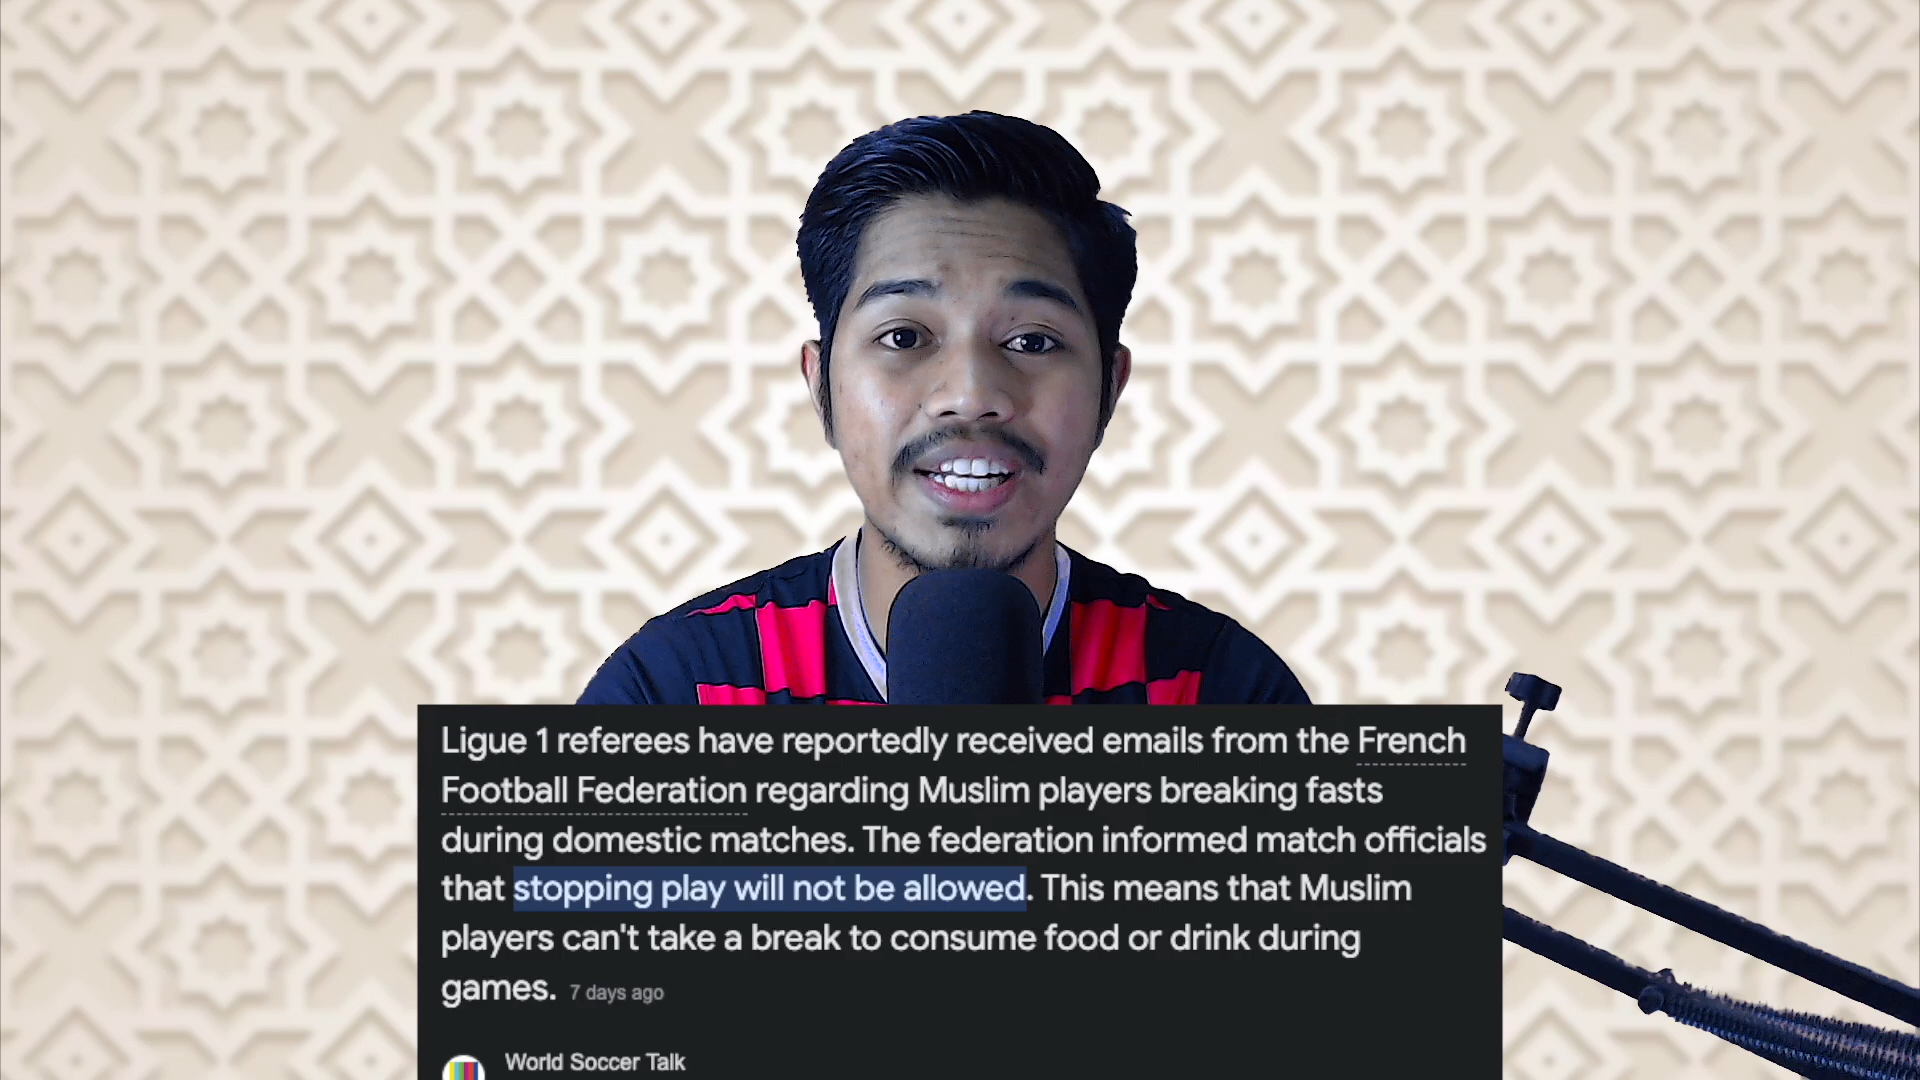 Ligue 1 referees have reportedly received emails from the French
Football Federation regarding Muslim players breaking fasts
during domestic matches. The federation informed match officials
that stopping play will not be allowed. This means that Muslim
players can't take a break to consume food or drink during
games. 7 days ago
World Soccer Talk